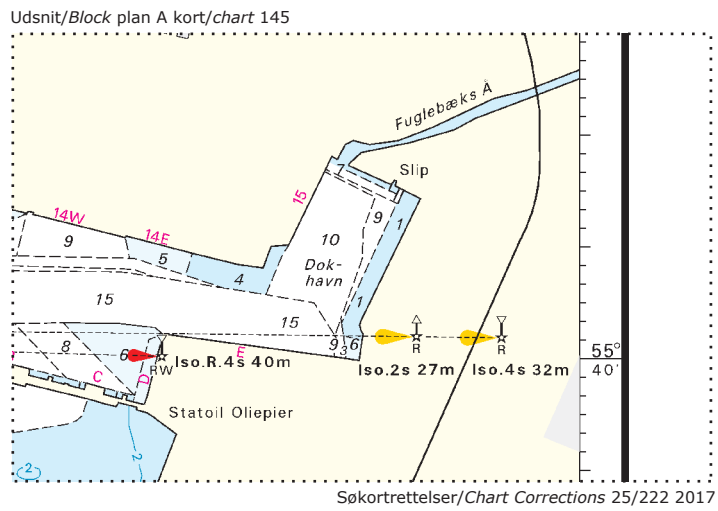 Udsnit/Block plan A kort/chart 145
Fuglebæks Å
Slip
7
15
9
1
14W
14E
9
5
10
Dok-
havn
4
15
15
1
9
3
6
8
6
E
R
R
RW
Iso.R.4s 40m
Iso.2s 27m
Iso.4s 32m
55°
40'
C
D
Statoil Oliepier
2
2
Søkortrettelser/Chart Corrections 25/222 2017